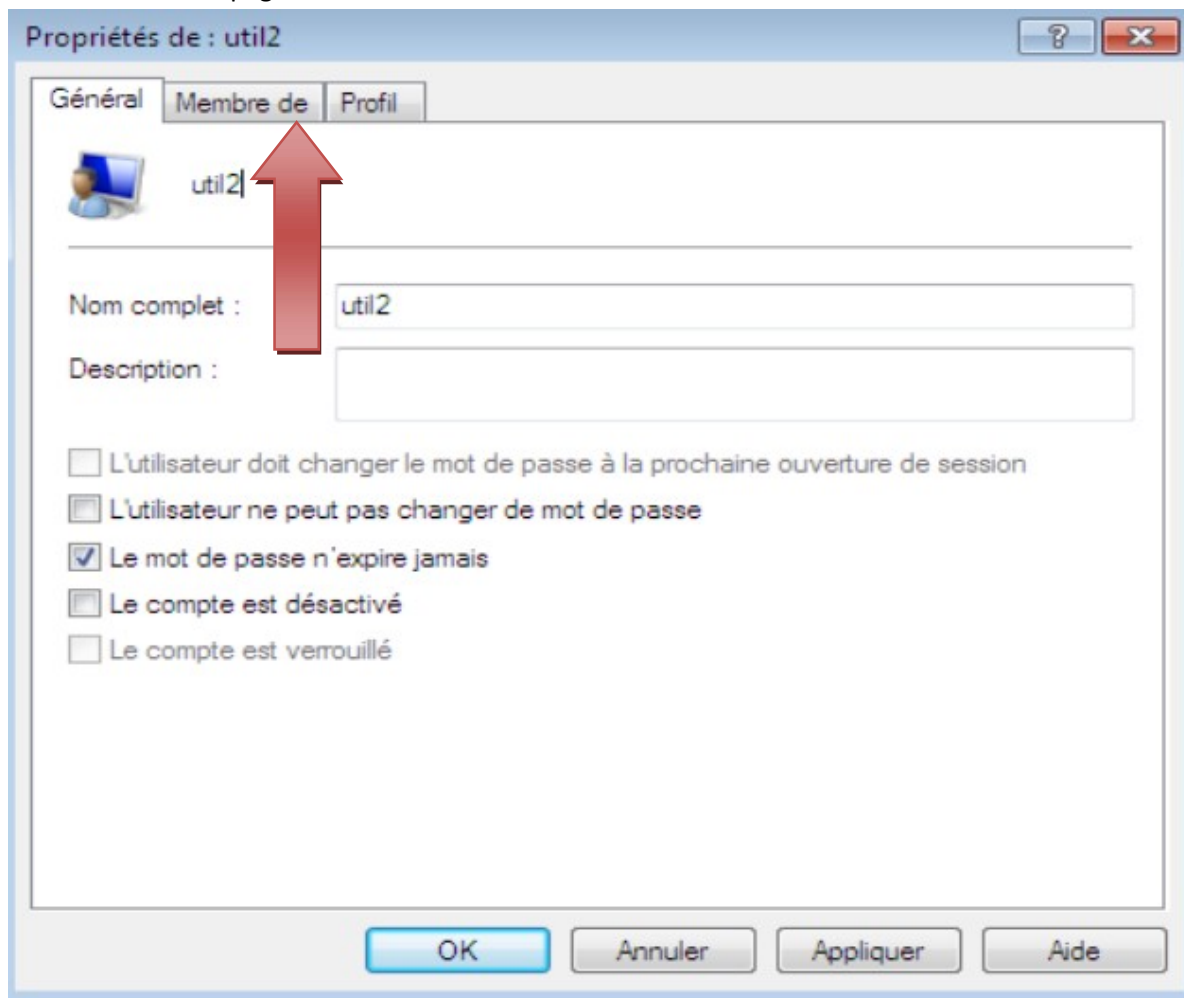 Propriétés de : util2
Général Membre de Profil
util2
Nom complet : util2
Description :
L'utilisateur doit changer le mot de passe à la prochaine ouverture de session
L'utilisateur ne peut pas changer de mot de passe
Le mot de passe n'expire jamais
Le compte est désactivé
Le compte est verrouillé
OK Annuler Appliquer Aide